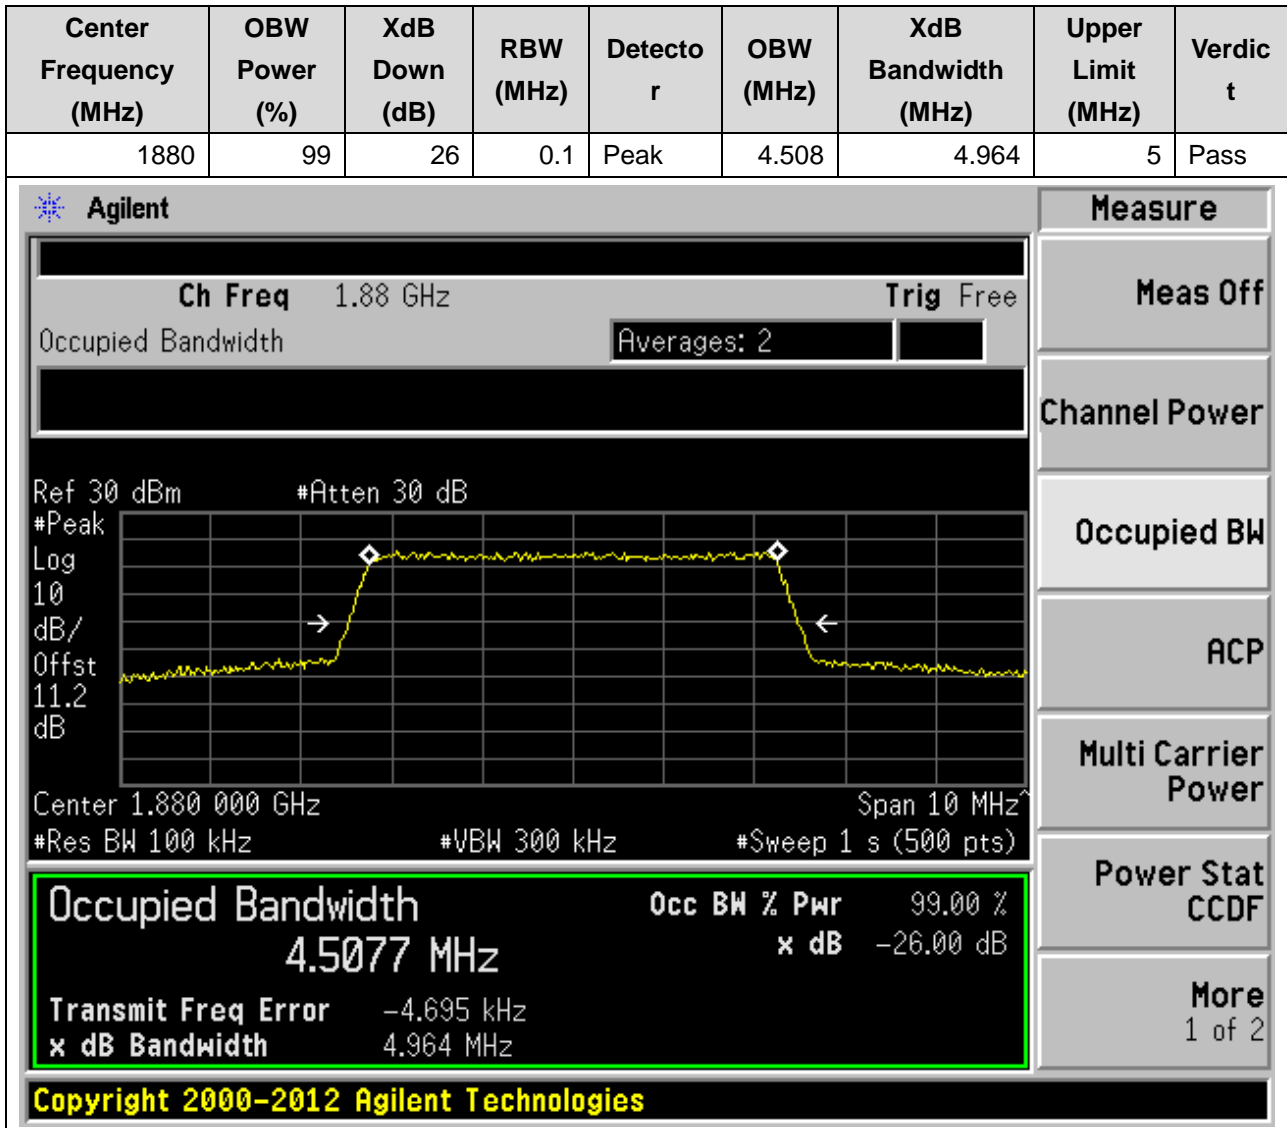 Center Frequency (MHz) OBW Power (%) XdB Down (dB) RBW (MHz) Detector OBW (MHz) XdB Bandwidth (MHz) Upper Limit (MHz) Verdict
1880 99 26 0.1 Peak 4.508 4.964 5 Pass
Agilent
Measure
Ch Freq 1.88 GHz Trig Free
Meas Off
Occupied Bandwidth Averages: 2
Channel Power
Ref 30 dBm #Atten 30 dB
#Peak
Log
10
dB/
Offst
11.2
dB
Occupied BW
ACP
Multi Carrier
Power
Center 1.880 000 GHz Span 10 MHz^
#Res BW 100 kHz #VBW 300 kHz #Sweep 1 s (500 pts)
Power Stat
CCDF
Occupied Bandwidth Occ BW % Pwr 99.00 %
4.5077 MHz x dB -26.00 dB
Transmit Freq Error -4.695 kHz
x dB Bandwidth 4.964 MHz
More
1 of 2
Copyright 2000-2012 Agilent Technologies